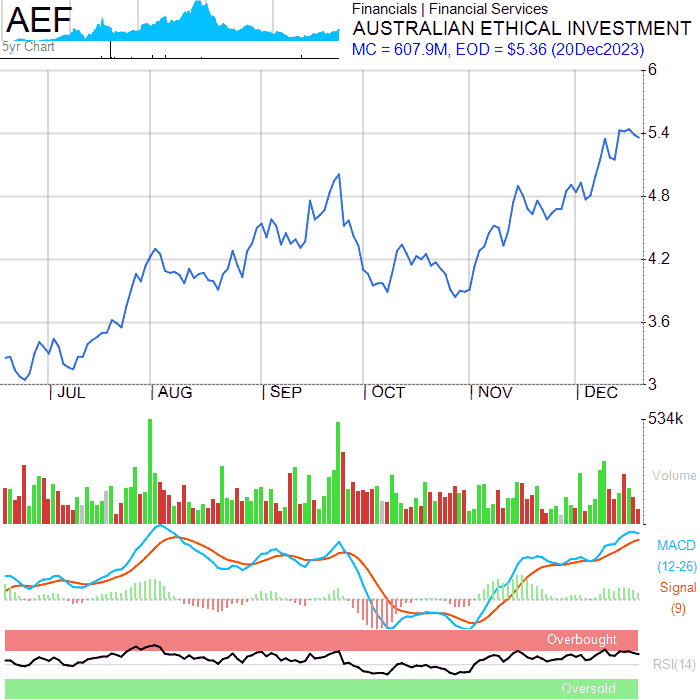 AEF
5yr Chart
Financials | Financial Services
AUSTRALIAN ETHICAL INVESTMENT
MC = 607.9M, EOD = $5.36 (20Dec2023)
6
5.4
4.8
4.2
3.6
3
JUL AUG SEP OCT NOV DEC
534k
Volume
MACD
(12-26)
Signal
(9)
Overbought
RSI(14)
Oversold